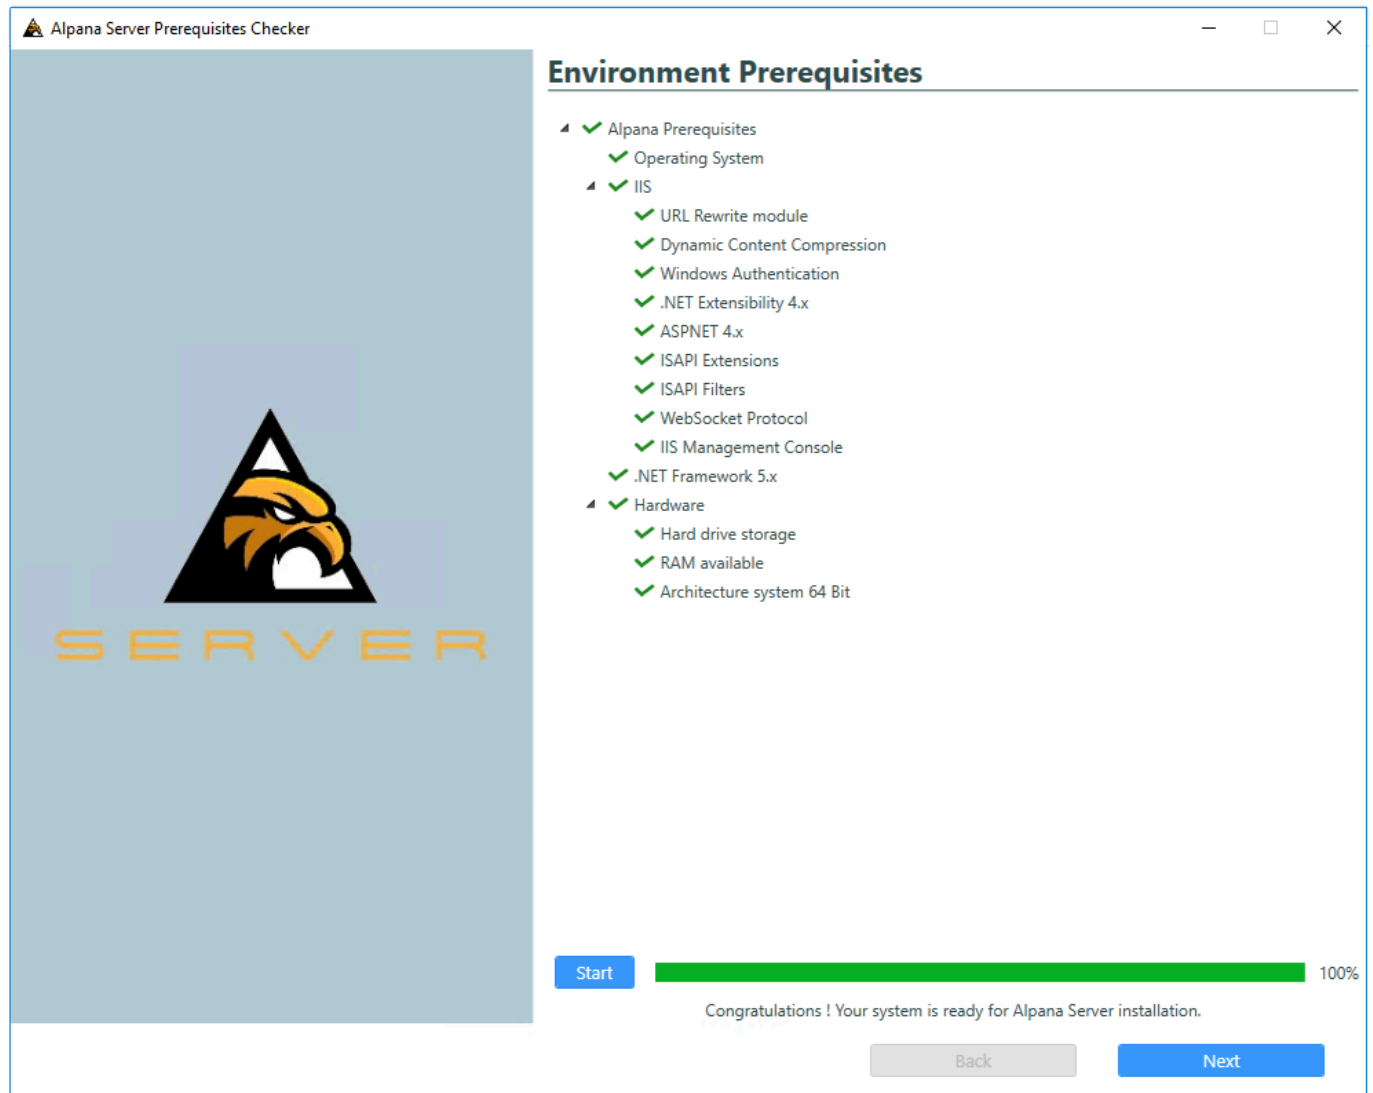 Alpana Server Prerequisites Checker
Environment Prerequisites
Alpana Prerequisites
Operating System
IIS
URL Rewrite module
Dynamic Content Compression
Windows Authentication
.NET Extensibility 4.x
ASPNET 4.x
ISAPI Extensions
ISAPI Filters
WebSocket Protocol
IIS Management Console
.NET Framework 5.x
Hardware
Hard drive storage
RAM available
Architecture system 64 Bit
SERVER
Start
100%
Congratulations ! Your system is ready for Alpana Server installation.
Back
Next